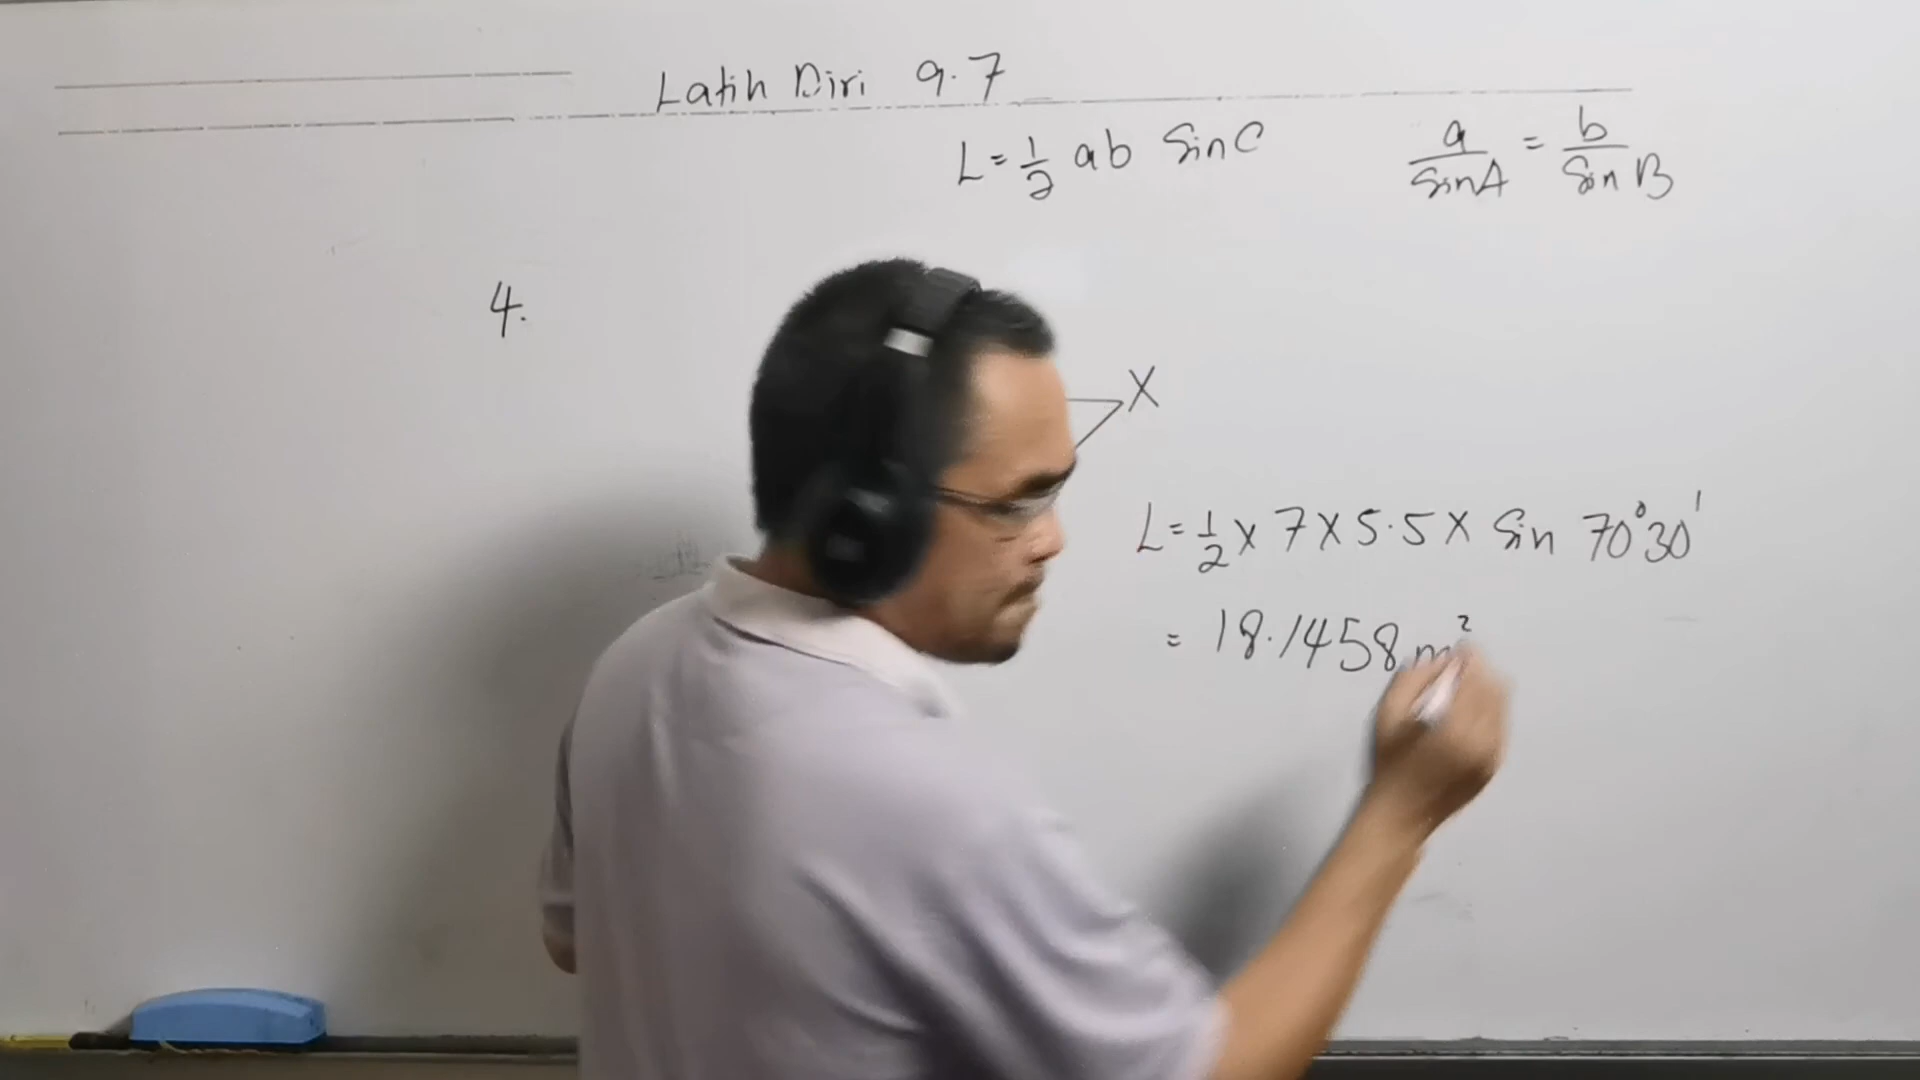 Latih Diri 9.7
L = 1/2 ab Sin C
a/Sin A = b/Sin B
4.
X
L = 1/2 x 7 x 5.5 x Sin 70°30'
= 18.1458 m²